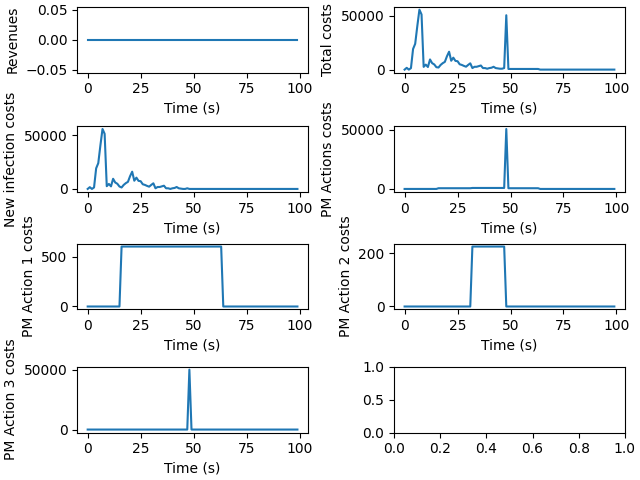 Revenues
0.05
0.00
−0.05
0 25 50 75 100
Time (s)
Total costs
50000
0
0 25 50 75 100
Time (s)
New infection costs
50000
0
0 25 50 75 100
Time (s)
PM Actions costs
50000
0
0 25 50 75 100
Time (s)
PM Action 1 costs
500
0
0 25 50 75 100
Time (s)
PM Action 2 costs
200
0
0 25 50 75 100
Time (s)
PM Action 3 costs
50000
0
0 25 50 75 100
Time (s)
1.0
0.5
0.0
0.0 0.2 0.4 0.6 0.8 1.0